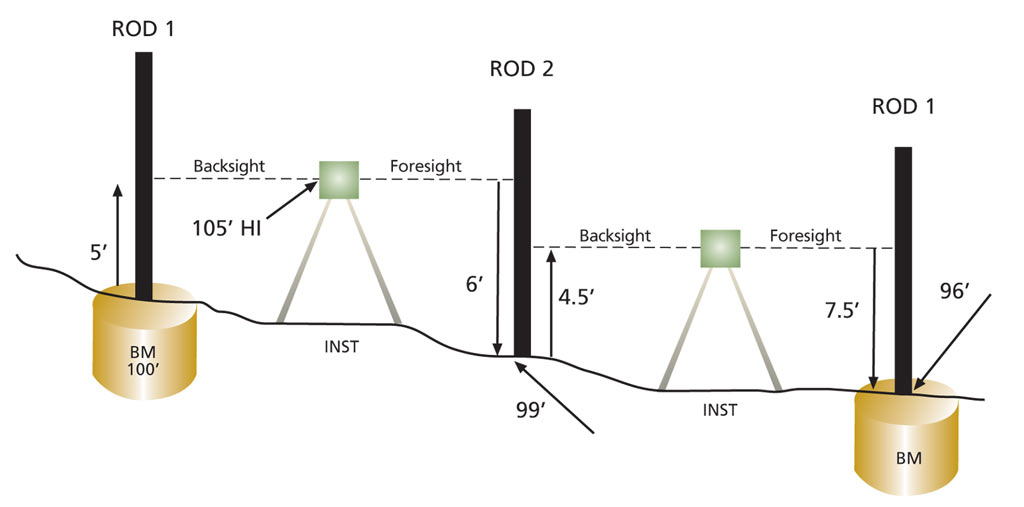 ROD 1
ROD 2
ROD 1
Backsight
Foresight
105’ HI
5’
6’
Backsight
Foresight
4.5’
7.5’
96’
BM
100’
INST
99’
INST
BM